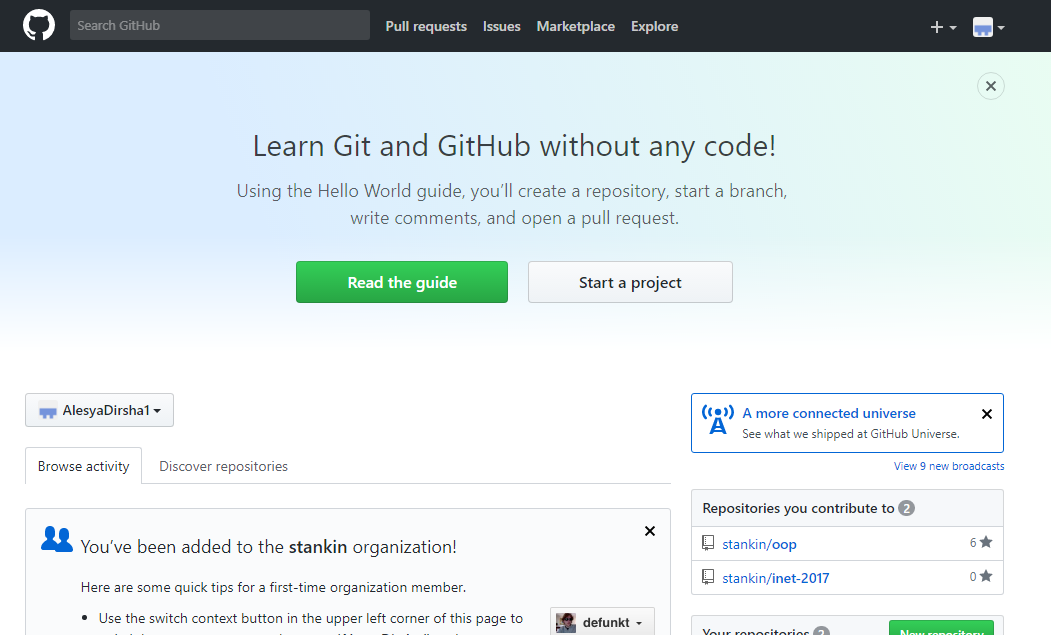 Search GitHub Pull requests Issues Marketplace Explore
Learn Git and GitHub without any code!
Using the Hello World guide, you’ll create a repository, start a branch,
write comments, and open a pull request.
Read the guide Start a project
AlesyaDirsha1
Browse activity Discover repositories
You’ve been added to the stankin organization!
Here are some quick tips for a first-time organization member.
• Use the switch context button in the upper left corner of this page to
defunkt
A more connected universe
See what we shipped at GitHub Universe.
View 9 new broadcasts
Repositories you contribute to 2
stankin/oop 6
stankin/inet-2017 0
Your repositories New repository